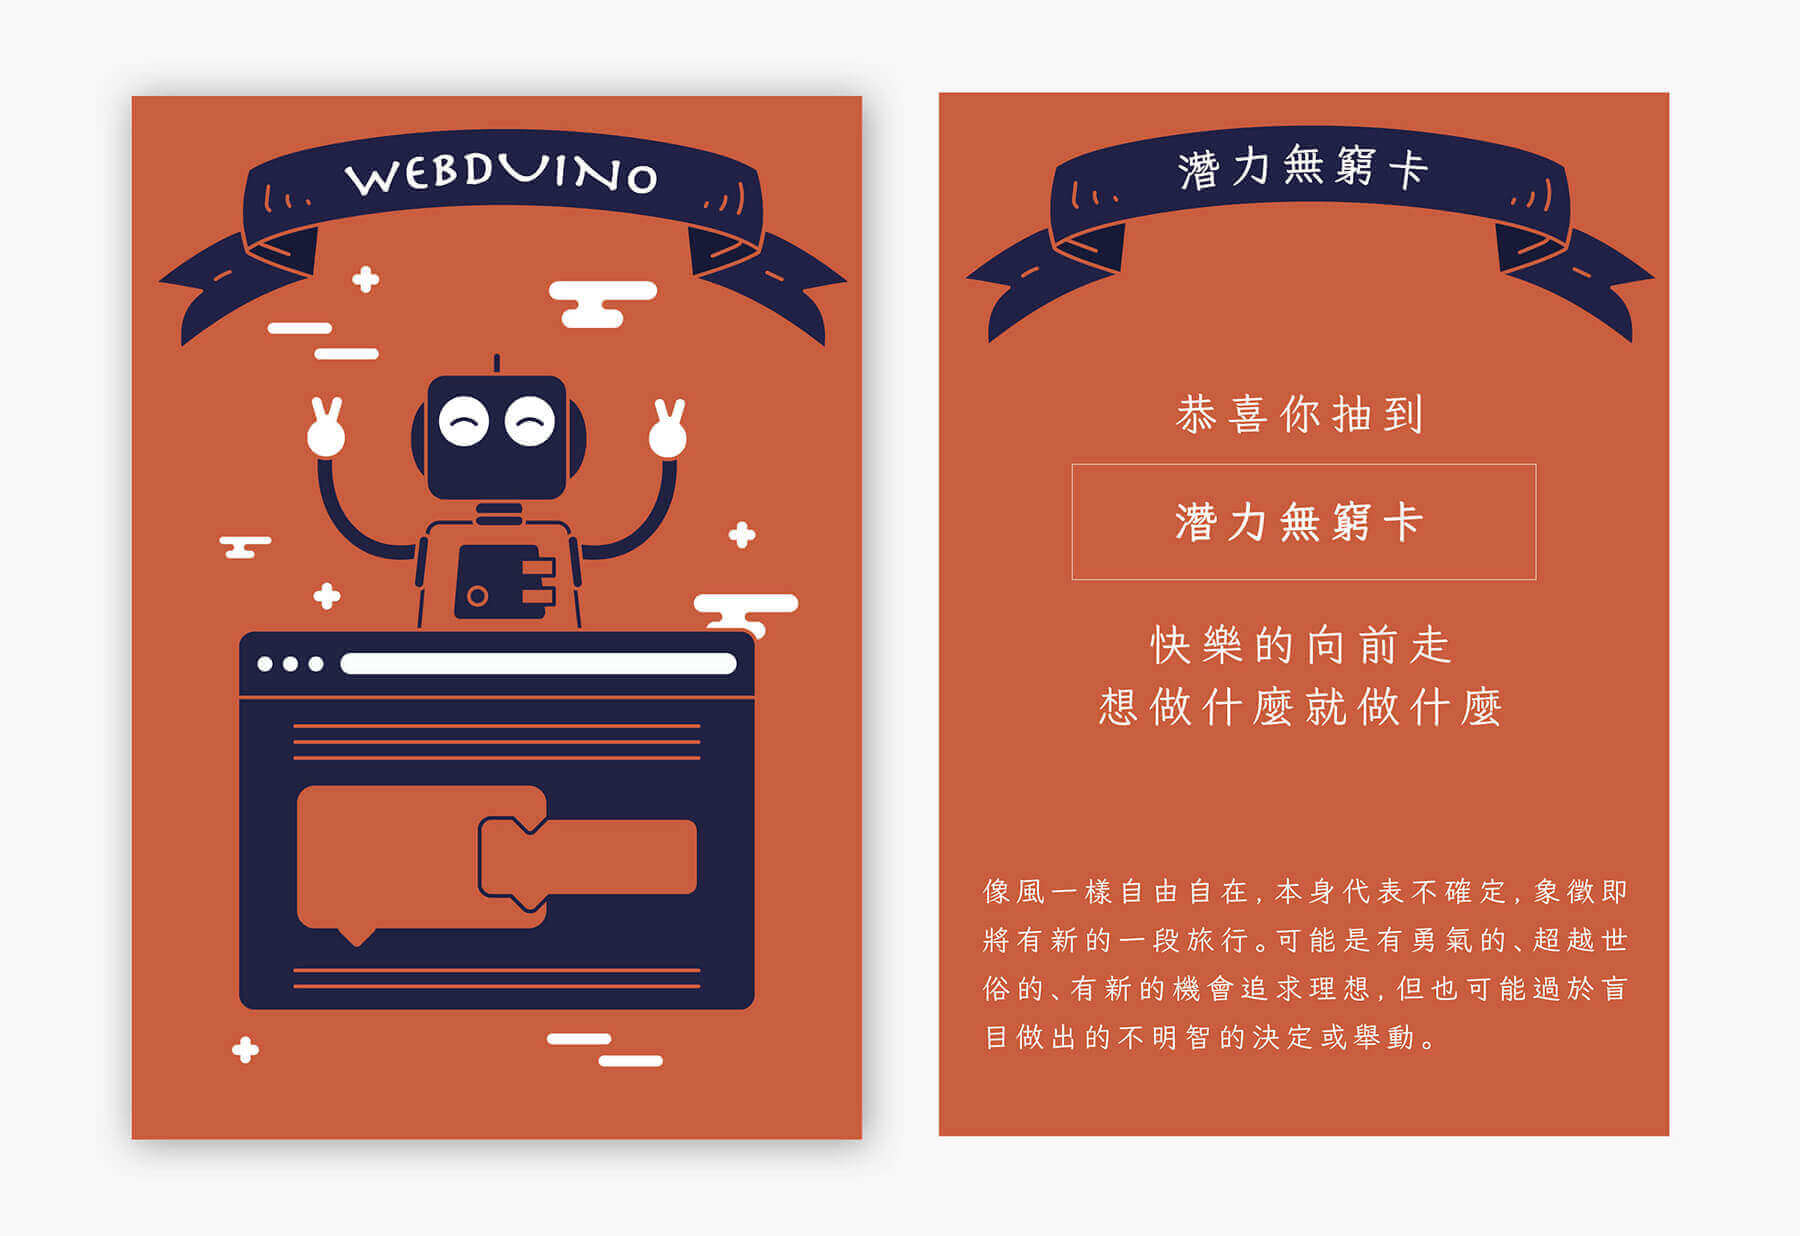 WEBDUINO
潛力無窮卡
恭喜你抽到
潛力無窮卡
快樂的向前走
想做什麼就做什麼
像風一樣自由自在,本身代表不確定,象徵即
將有新的一段旅行。可能是有勇氣的、超越世
俗的、有新的機會追求理想,但也可能過於盲
目做出的不明智的決定或舉動。